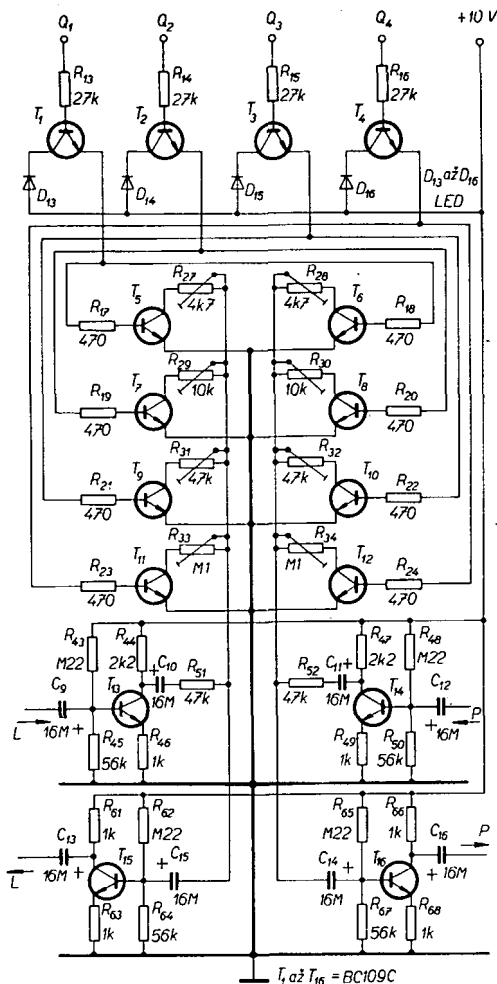 Q1 Q2 Q3 Q4 +10 V
R13 R14 R15 R16
27k 27k 27k 27k
T1 T2 T3 T4
D13 D14 D15 D16 D13 až D16
LED
R27 R28
T5 4k7 4k7 T6
R17 R18
470 470
R29 R30
T7 10k 10k T8
R19 R20
470 470
R31 R32
T9 47k 47k T10
R21 R22
470 470
R33 R34
T11 M1 M1 T12
R23 R24
470 470
R43 R44 R47 R48
M22 2k2 2k2 M22
C10 + R51 R52 C11 +
16M 47k 47k 16M
C9 T13 T14 C12
L 16M + + 16M P
R45 R46 R49 R50
56k 1k 1k 56k
R61 R62 R65 R66
1k M22 M22 1k
C13 T15 + C15 C14 + T16 C16 P
L 16M + 16M 16M + 16M
R63 R64 R67 R68
1k 56k 56k 1k
T1 až T16 = BC109C